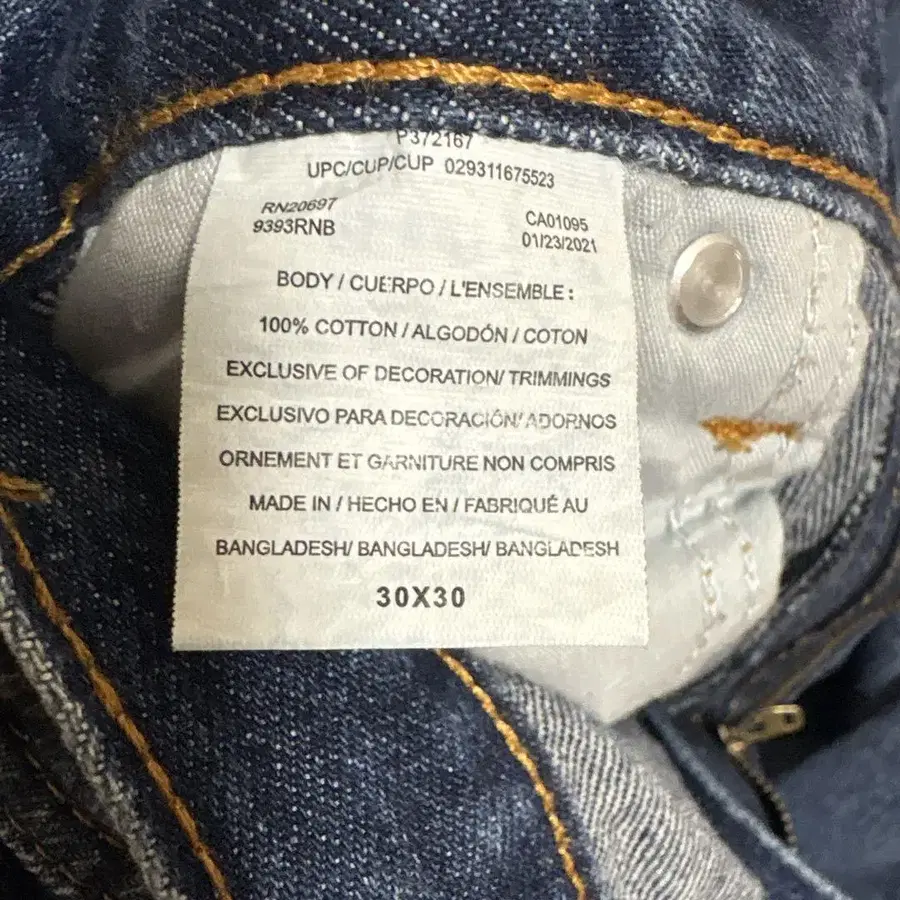 P372167
UPC/CUP/CUP 029311675523
RN20697 CA01095
9393RNB 01/23/2021
BODY / CUERPO / L'ENSEMBLE :
100% COTTON / ALGODÓN / COTON
EXCLUSIVE OF DECORATION/ TRIMMINGS
EXCLUSIVO PARA DECORACIÓN/ ADORNOS
ORNEMENT ET GARNITURE NON COMPRIS
MADE IN / HECHO EN / FABRIQUÉ AU
BANGLADESH/ BANGLADESH/ BANGLADESH
30X30